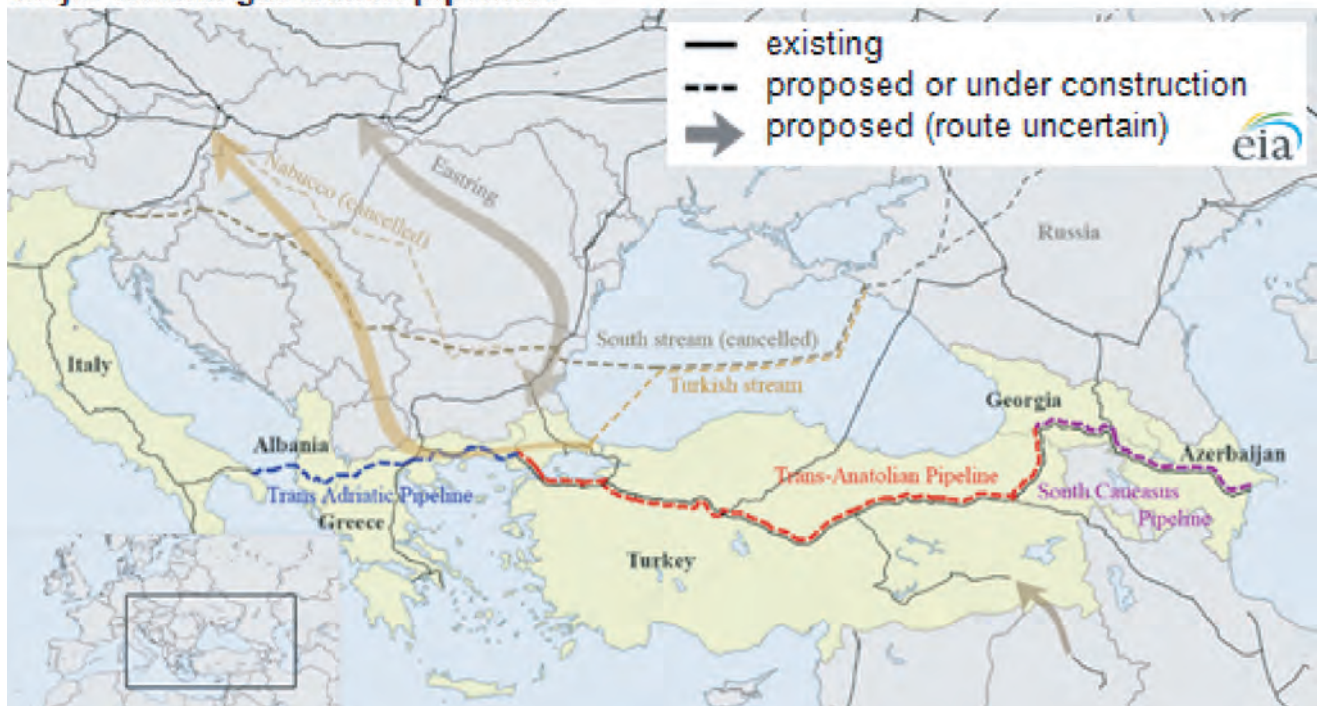 existing
proposed or under construction
proposed (route uncertain)
eia
Nabucco (cancelled)
Eastring
Russia
South stream (cancelled)
Turkish stream
Italy
Georgia
Albania
Azerbaijan
Trans-Anatolian Pipeline
Trans Adriatic Pipeline
South Caucasus
Pipeline
Greece
Turkey